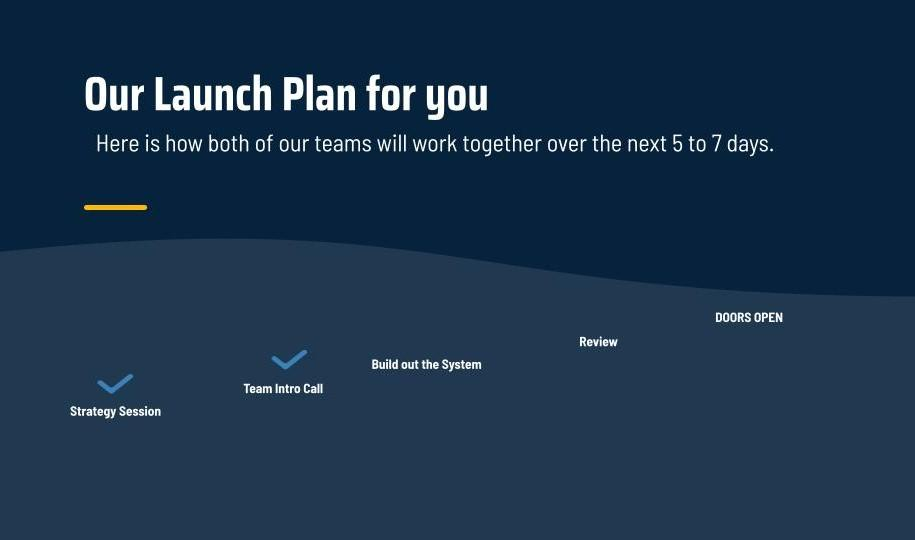 Our Launch Plan for you
Here is how both of our teams will work together over the next 5 to 7 days.
DOORS OPEN
Review
Build out the System
Team Intro Call
Strategy Session